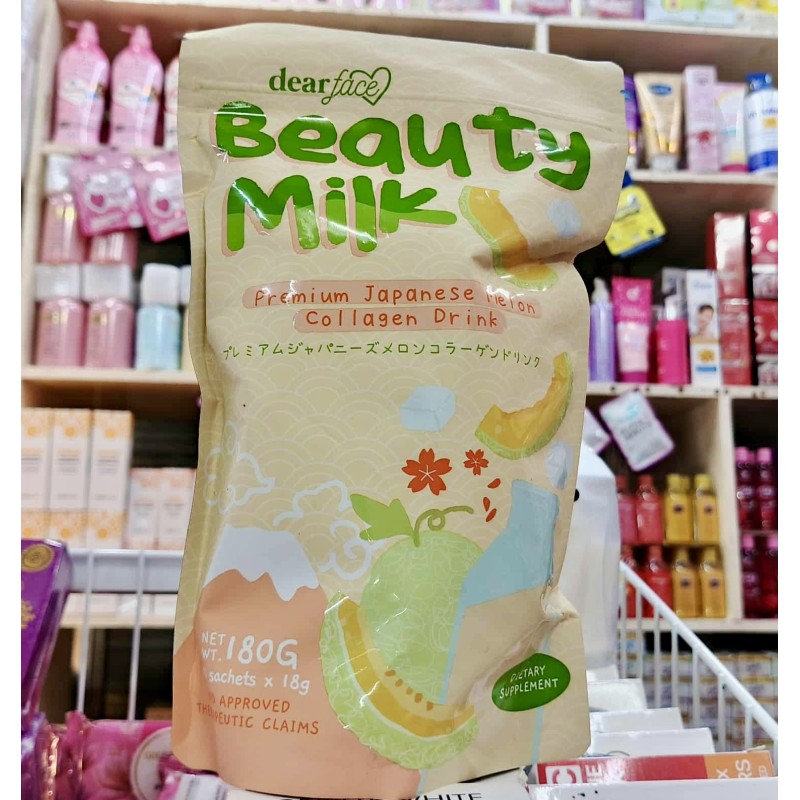 dearface
Beauty
Milk
Premium Japanese Melon
Collagen Drink
プレミアムジャパニーズメロンコラーゲンドリンク
NET
WT. 180G
sachets x 18g
APPROVED
THERAPEUTIC CLAIMS
DIETARY
SUPPLEMENT
WHITE